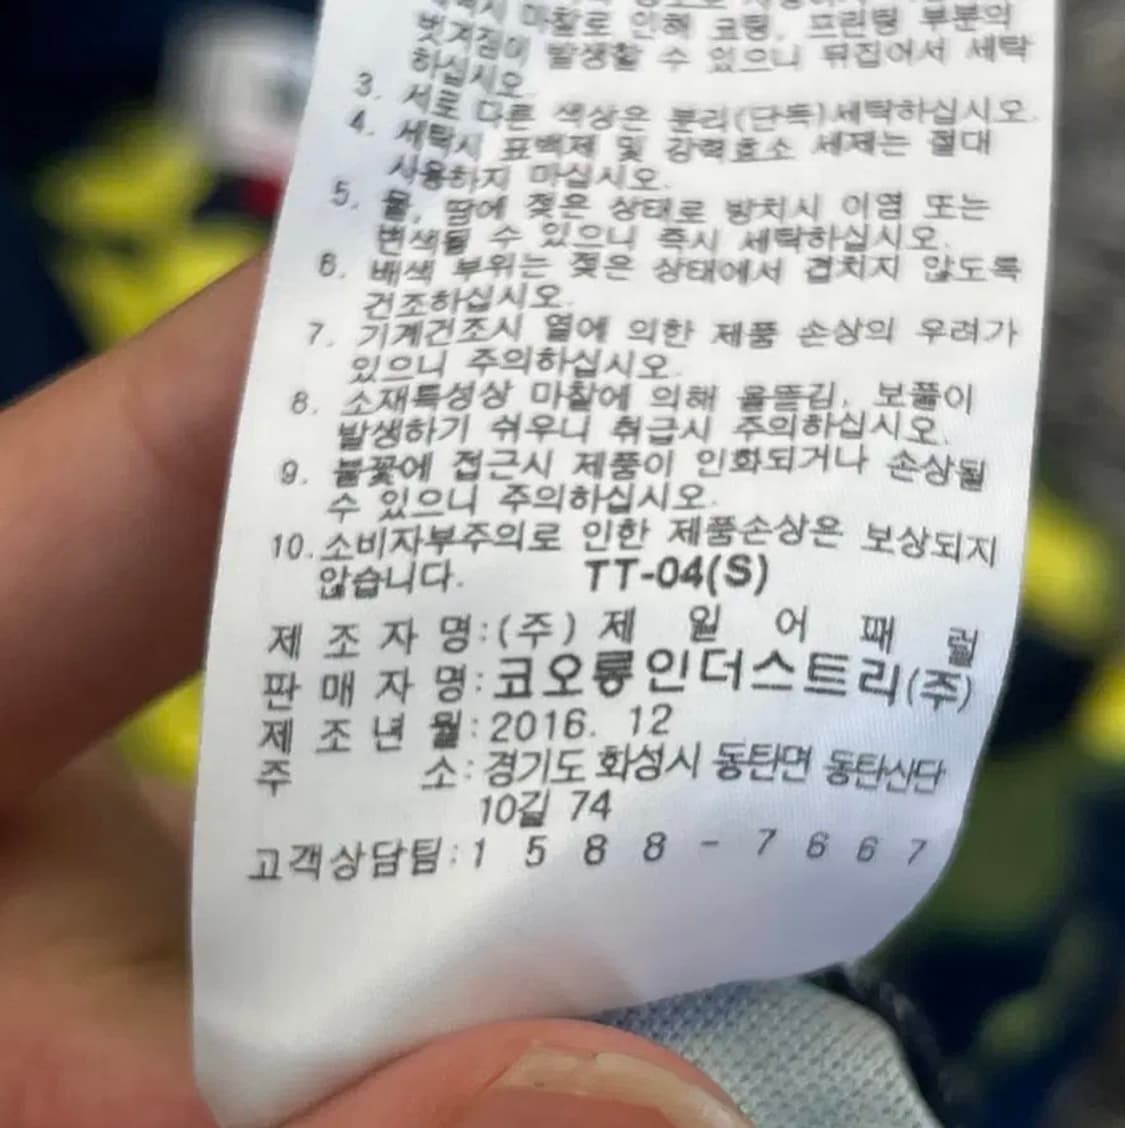 마찰로 인해 코팅, 프린팅 부분의
벗겨짐이 발생할 수 있으니 뒤집어서 세탁
하십시오.
3. 서로 다른 색상은 분리(단독)세탁하십시오.
4. 세탁시 표백제 및 강력효소 세제는 절대
사용하지 마십시오.
5. 물, 땀에 젖은 상태로 방치시 이염 또는
변색될 수 있으니 즉시 세탁하십시오.
6. 배색 부위는 젖은 상태에서 겹치지 않도록
건조하십시오.
7. 기계건조시 열에 의한 제품 손상의 우려가
있으니 주의하십시오.
8. 소재특성상 마찰에 의해 올뜯김, 보풀이
발생하기 쉬우니 취급시 주의하십시오.
9. 불꽃에 접근시 제품이 인화되거나 손상될
수 있으니 주의하십시오.
10.소비자부주의로 인한 제품손상은 보상되지
않습니다. TT-04(S)
제 조 자 명:(주) 제 일 어 패 럴
판 매 자 명:코오롱인더스트리(주)
제 조 년 월:2016. 12
주 소:경기도 화성시 동탄면 동탄산단
10길 74
고객상담팀:1 5 8 8 - 7 6 6 7